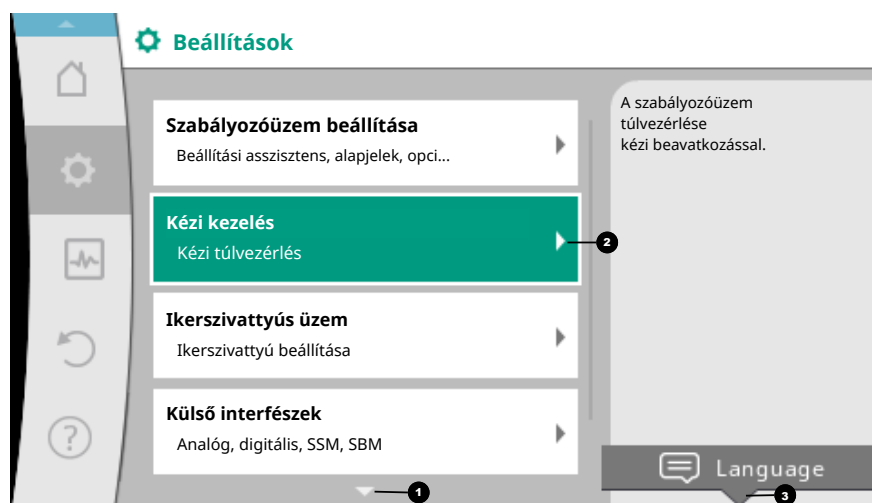 Beállítások
Szabályozóüzem beállítása
Beállítási asszisztens, alapjelek, opci...
Kézi kezelés
Kézi túlvezérlés
2
Ikerszivattyús üzem
Ikerszivattyú beállítása
Külső interfészek
Analóg, digitális, SSM, SBM
1
A szabályozóüzem
túlvezérlése
kézi beavatkozással.
Language
3
?